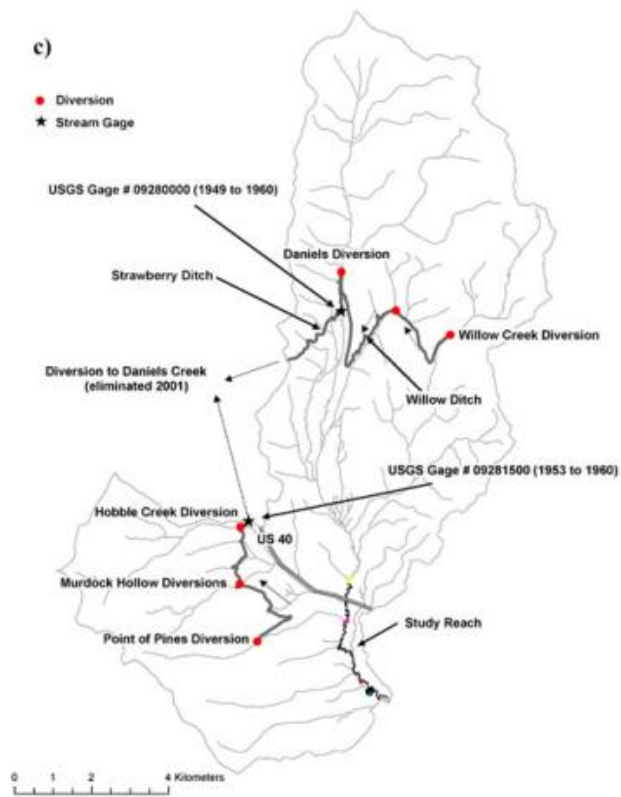 c)
Diversion
Stream Gage
USGS Gage # 09280000 (1949 to 1960)
Daniels Diversion
Strawberry Ditch
Willow Creek Diversion
Diversion to Daniels Creek
(eliminated 2001)
Willow Ditch
USGS Gage # 09281500 (1953 to 1960)
Hobble Creek Diversion
US 40
Murdock Hollow Diversions
Study Reach
Point of Pines Diversion
0 1 2 4 Kilometers